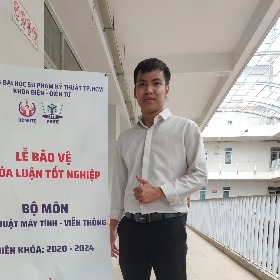 ĐẠI HỌC SƯ PHẠM KỸ THUẬT TP.HCM
KHOA ĐIỆN - ĐIỆN TỬ
HCMUTE
LỄ BẢO VỆ
ÓA LUẬN TỐT NGHIỆP
BỘ MÔN
UẬT MÁY TÍNH - VIỄN THÔNG
IÊN KHÓA: 2020 - 2024